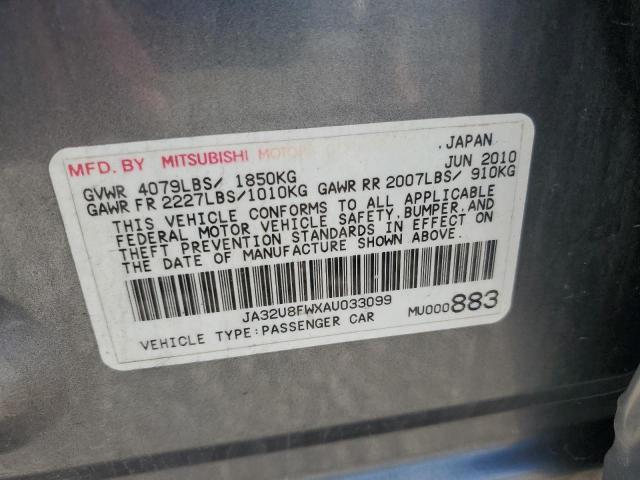 MFD. BY MITSUBISHI MOTORS JAPAN
JUN 2010
GVWR 4079LBS/ 1850KG
GAWR FR 2227LBS/1010KG GAWR RR 2007LBS/ 910KG
THIS VEHICLE CONFORMS TO ALL APPLICABLE
FEDERAL MOTOR VEHICLE SAFETY,BUMPER,AND
THEFT PREVENTION STANDARDS IN EFFECT ON
THE DATE OF MANUFACTURE SHOWN ABOVE.
JA32U8FWXAU033099
VEHICLE TYPE:PASSENGER CAR MU000883